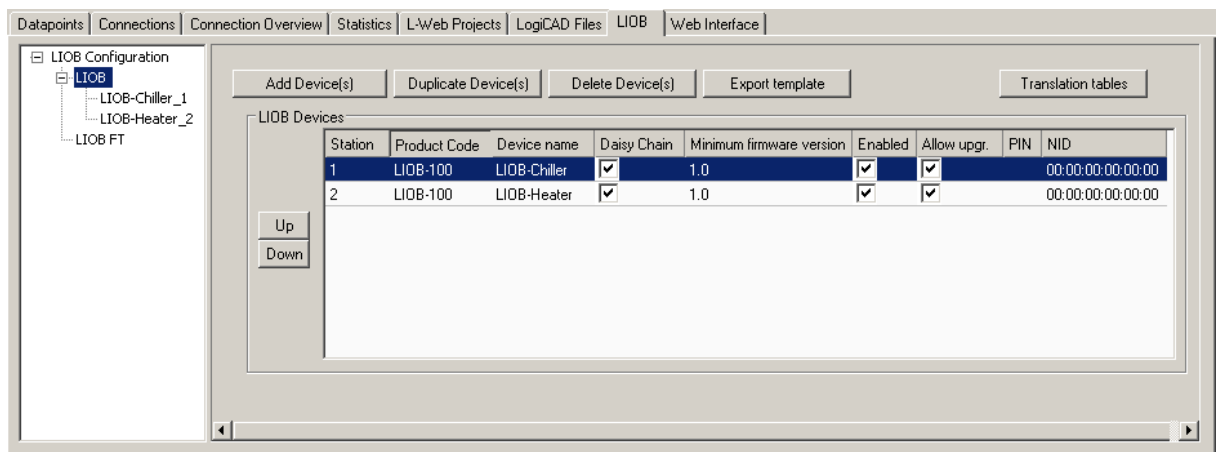 Datapoints Connections Connection Overview Statistics L-Web Projects LogiCAD Files LIOB Web Interface
LIOB Configuration
LIOB
LIOB-Chiller_1
LIOB-Heater_2
LIOB FT
Add Device(s) Duplicate Device(s) Delete Device(s) Export template Translation tables
LIOB Devices
Station Product Code Device name Daisy Chain Minimum firmware version Enabled Allow upgr. PIN NID
1 LIOB-100 LIOB-Chiller 1.0 00:00:00:00:00:00
2 LIOB-100 LIOB-Heater 1.0 00:00:00:00:00:00
Up
Down